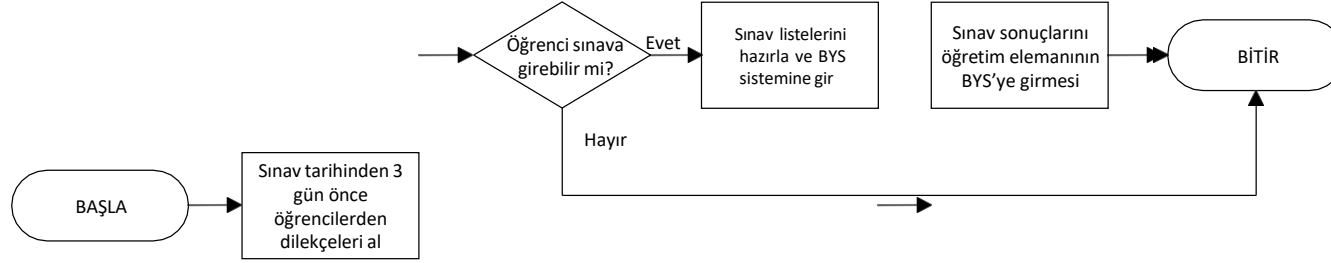 BAŞLA
Sınav tarihinden 3
gün önce
öğrencilerden
dilekçeleri al
Öğrenci sınava
girebilir mi?
Evet
Hayır
Sınav listelerini
hazırla ve BYS
sistemine gir
Sınav sonuçlarını
öğretim elemanının
BYS’ye girmesi
BİTİR